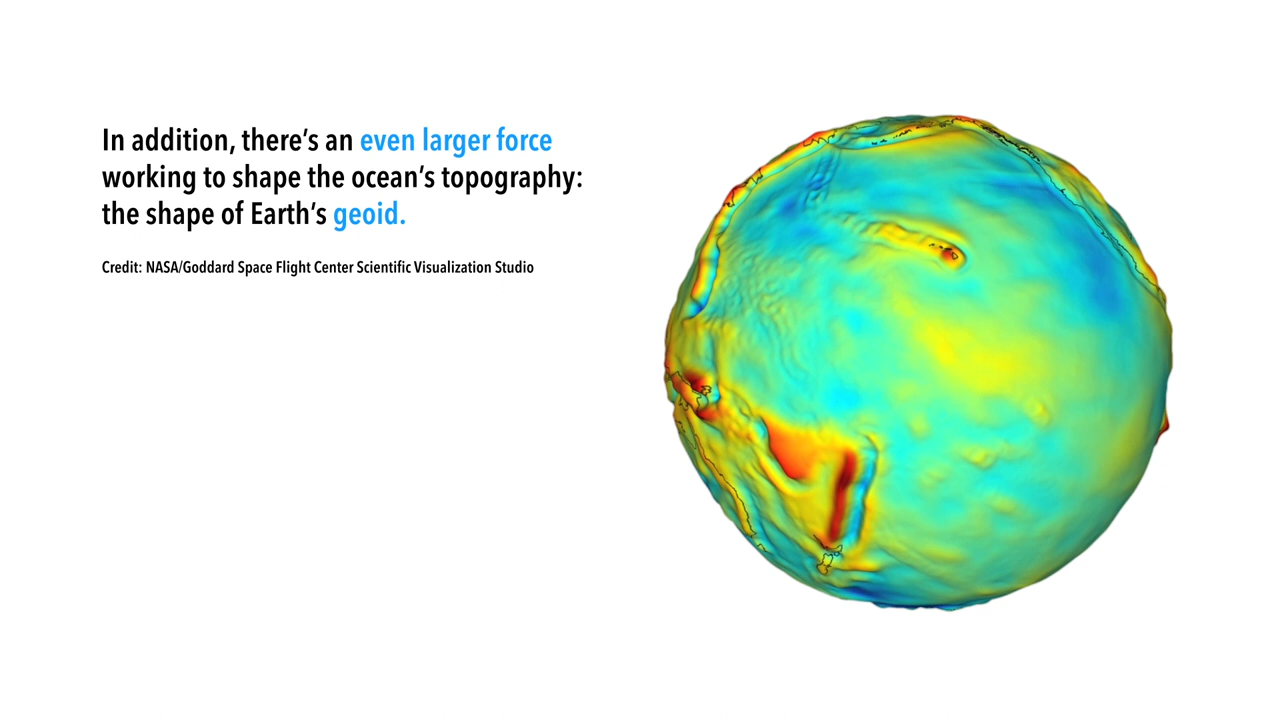 In addition, there’s an even larger force
working to shape the ocean’s topography:
the shape of Earth’s geoid.
Credit: NASA/Goddard Space Flight Center Scientific Visualization Studio